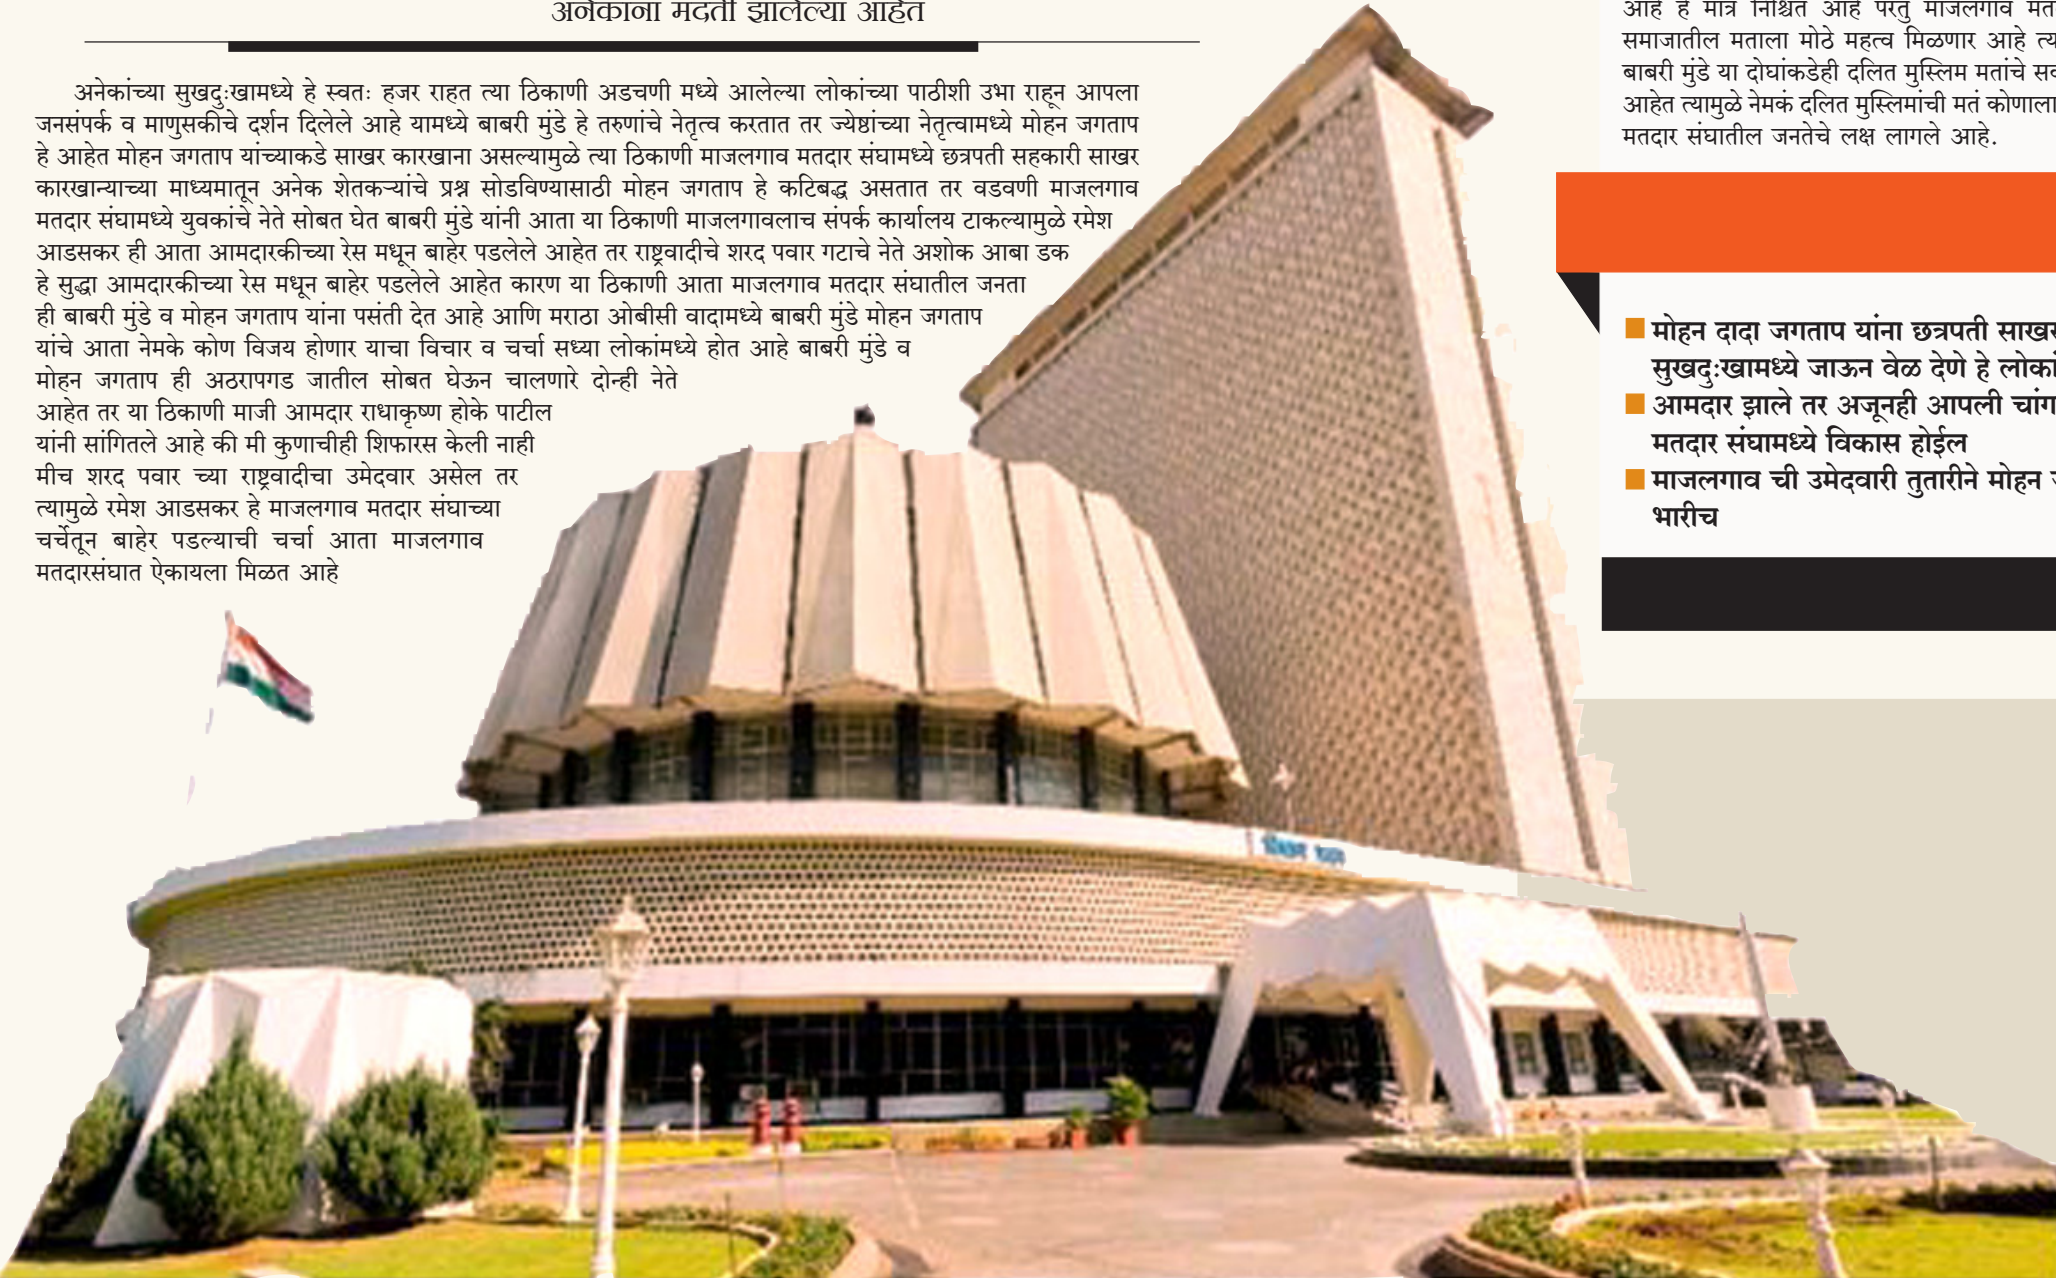 अनेकांना मदती झालेल्या आहेत
अनेकांच्या सुखदुःखामध्ये हे स्वतः हजर राहत त्या ठिकाणी अडचणी मध्ये आलेल्या लोकांच्या पाठीशी उभा राहून आपला
जनसंपर्क व माणुसकीचे दर्शन दिलेले आहे यामध्ये बाबरी मुंडे हे तरुणांचे नेतृत्व करतात तर ज्येष्ठांच्या नेतृत्वामध्ये मोहन जगताप
हे आहेत मोहन जगताप यांच्याकडे साखर कारखाना असल्यामुळे त्या ठिकाणी माजलगाव मतदार संघामध्ये छत्रपती सहकारी साखर
कारखान्याच्या माध्यमातून अनेक शेतकऱ्यांचे प्रश्न सोडविण्यासाठी मोहन जगताप हे कटिबद्ध असतात तर वडवणी माजलगाव
मतदार संघामध्ये युवकांचे नेते सोबत घेत बाबरी मुंडे यांनी आता या ठिकाणी माजलगावलाच संपर्क कार्यालय टाकल्यामुळे रमेश
आडसकर ही आता आमदारकीच्या रेस मधून बाहेर पडलेले आहेत तर राष्ट्रवादीचे शरद पवार गटाचे नेते अशोक आबा डक
हे सुद्धा आमदारकीच्या रेस मधून बाहेर पडलेले आहेत कारण या ठिकाणी आता माजलगाव मतदार संघातील जनता
ही बाबरी मुंडे व मोहन जगताप यांना पसंती देत आहे आणि मराठा ओबीसी वादामध्ये बाबरी मुंडे मोहन जगताप
यांचे आता नेमके कोण विजय होणार याचा विचार व चर्चा सध्या लोकांमध्ये होत आहे बाबरी मुंडे व
मोहन जगताप ही अठरापगड जातील सोबत घेऊन चालणारे दोन्ही नेते
आहेत तर या ठिकाणी माजी आमदार राधाकृष्ण होके पाटील
यांनी सांगितले आहे की मी कुणाचीही शिफारस केली नाही
मीच शरद पवार च्या राष्ट्रवादीचा उमेदवार असेल तर
त्यामुळे रमेश आडसकर हे माजलगाव मतदार संघाच्या
चर्चेतून बाहेर पडल्याची चर्चा आता माजलगाव
मतदारसंघात ऐकायला मिळत आहे
आहे हे मात्र निश्चित आहे परंतु माजलगाव
समाजातील मताला मोठे महत्व मिळणार आहे
बाबरी मुंडे या दोघांकडेही दलित मुस्लिम मतांचे
आहेत त्यामुळे नेमकं दलित मुस्लिमांची मतं कोणाला
मतदार संघातील जनतेचे लक्ष लागले आहे.
मोहन दादा जगताप यांना छत्रपती
सुखदुःखामध्ये जाऊन वेळ देणे हे
आमदार झाले तर अजूनही आपली
मतदार संघामध्ये विकास होईल
माजलगाव ची उमेदवारी तुतारीने मोहन
भारीच